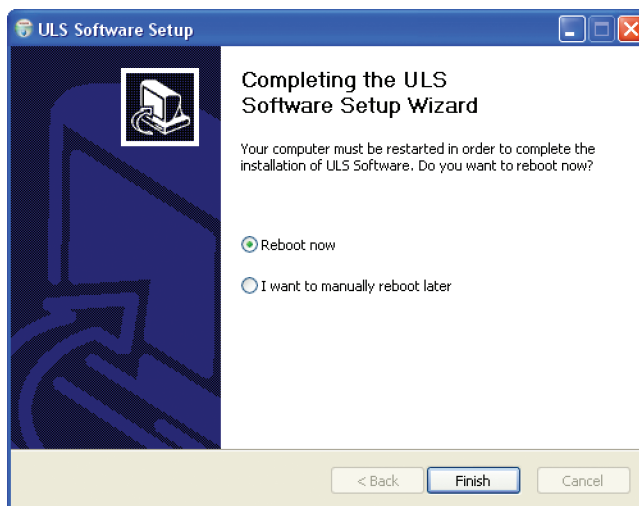 ULS Software Setup
Completing the ULS
Software Setup Wizard
Your computer must be restarted in order to complete the
installation of ULS Software. Do you want to reboot now?
Reboot now
I want to manually reboot later
< Back
Finish
Cancel